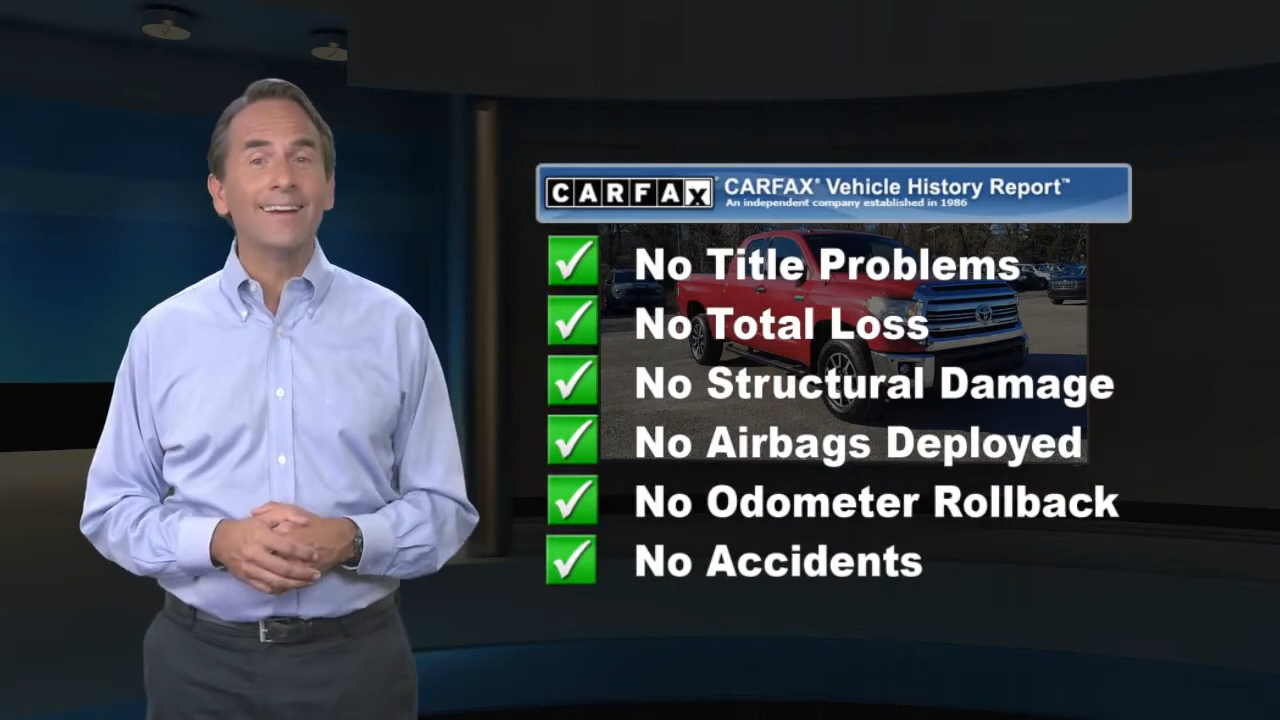 CARFAX® CARFAX® Vehicle History Report™
An independent company established in 1986
No Title Problems
No Total Loss
No Structural Damage
No Airbags Deployed
No Odometer Rollback
No Accidents